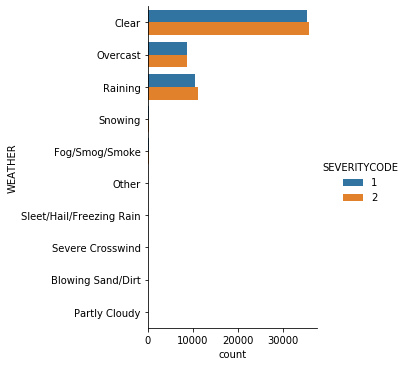 Clear
Overcast
Raining
Snowing
Fog/Smog/Smoke
Other
Sleet/Hail/Freezing Rain
Severe Crosswind
Blowing Sand/Dirt
Partly Cloudy
WEATHER
0 10000 20000 30000
count
SEVERITYCODE
1
2